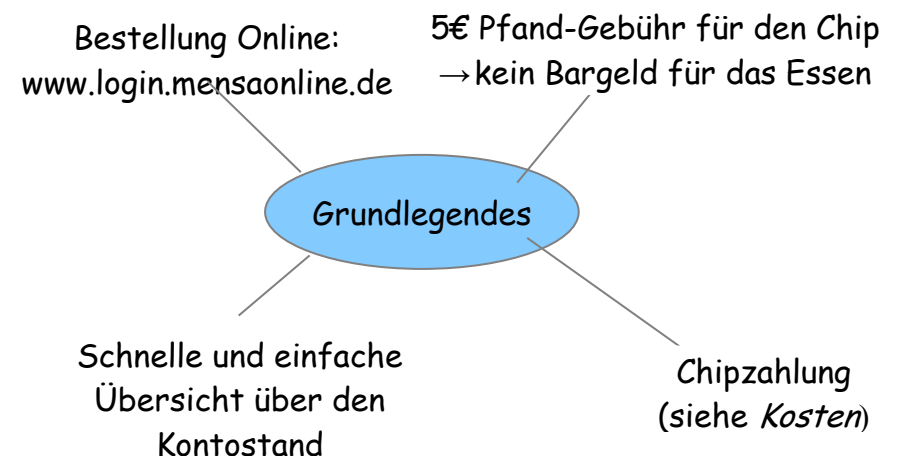 Bestellung Online:
www.login.mensaonline.de
5€ Pfand-Gebühr für den Chip
→kein Bargeld für das Essen
Grundlegendes
Schnelle und einfache
Übersicht über den
Kontostand
Chipzahlung
(siehe Kosten)